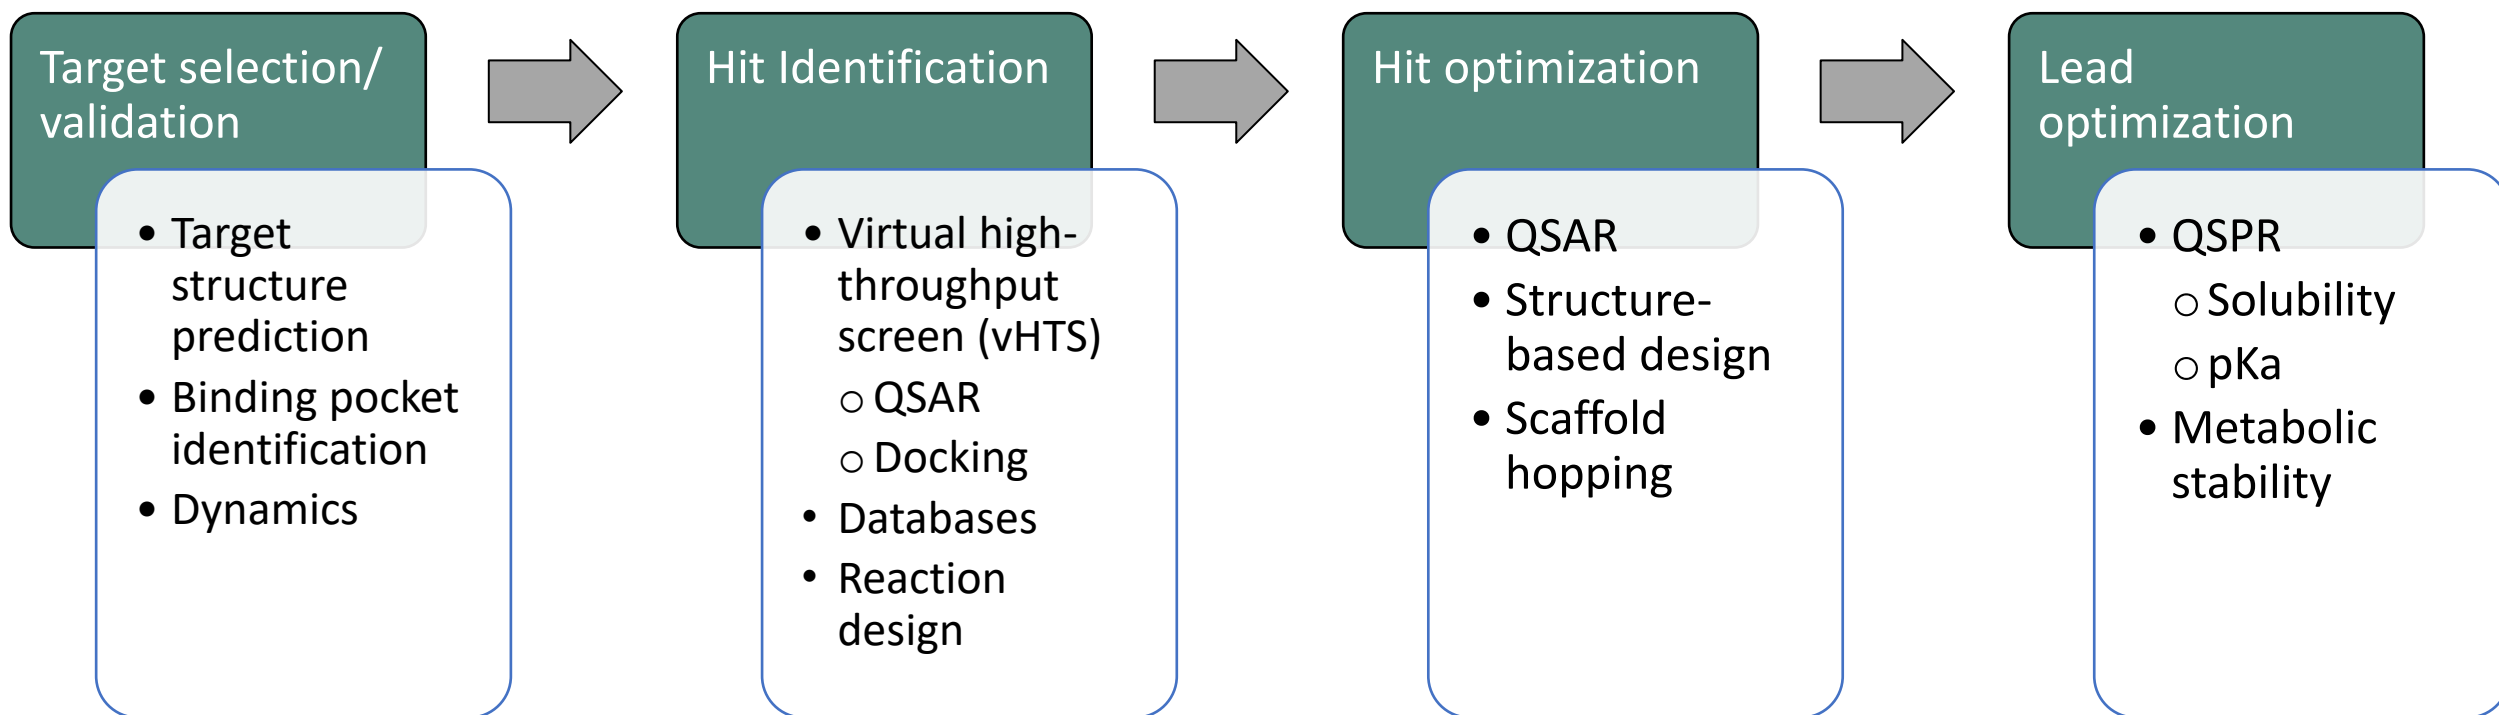 Target selection/
validation
• Target
structure
prediction
• Binding pocket
identification
• Dynamics
Hit Identification
• Virtual high-
throughput
screen (vHTS)
○ QSAR
○ Docking
• Databases
• Reaction
design
Hit optimization
• QSAR
• Structure-
based design
• Scaffold
hopping
Lead
optimization
• QSPR
○ Solubility
○ pKa
• Metabolic
stability